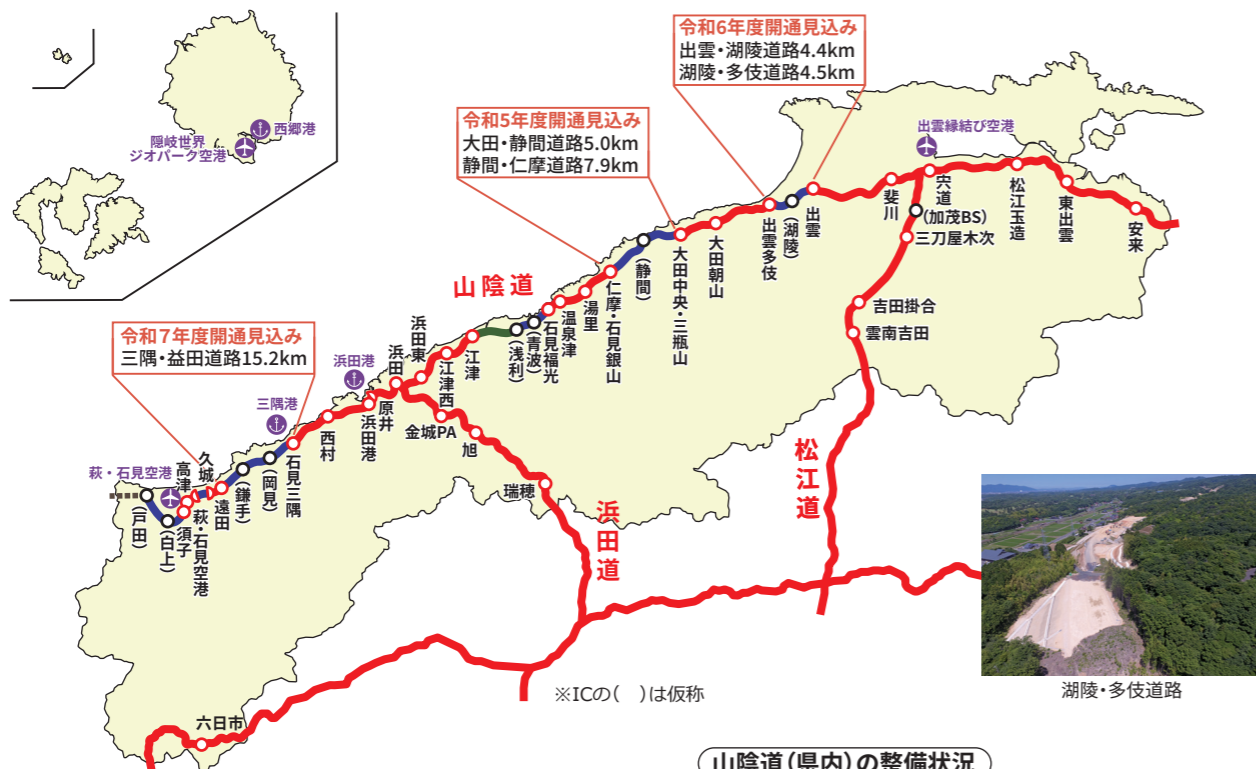 令和6年度開通見込み
出雲・湖陵道路4.4km
湖陵・多伎道路4.5km
令和5年度開通見込み
大田・静間道路5.0km
静間・仁摩道路7.9km
令和7年度開通見込み
三隅・益田道路15.2km
西郷港
隠岐世界
ジオパーク空港
出雲縁結び空港
浜田港
三隅港
萩・石見空港
山陰道
浜田道
松江道
安来
東出雲
松江玉造
宍道
(加茂BS)
三刀屋木次
吉田掛合
雲南吉田
斐川
出雲
(湖陵)
出雲多伎
大田朝山
大田中央・三瓶山
(静間)
仁摩・石見銀山
湯里
温泉津
石見福光
(青波)
(浅利)
江津
江津西
浜田東
浜田
原井
浜田港
西村
石見三隅
(岡見)
(鎌手)
遠田
久城
萩・石見空港
高津
須子
(白上)
(戸田)
金城PA
旭
瑞穂
六日市
※ICの( )は仮称
湖陵・多伎道路
山陰道(県内)の整備状況